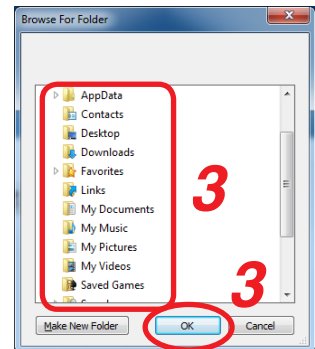 Browse For Folder
AppData
Contacts
Desktop
Downloads
Favorites
Links
My Documents
My Music
My Pictures
My Videos
Saved Games
3
3
Make New Folder
OK
Cancel